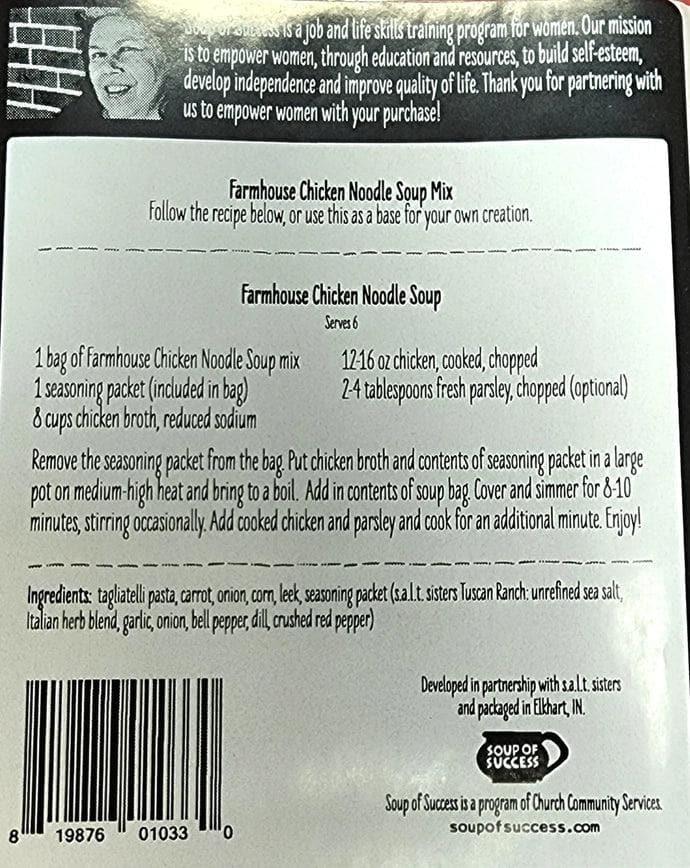 Soup of Success is a job and life skills training program for women. Our mission
is to empower women, through education and resources, to build self-esteem,
develop independence and improve quality of life. Thank you for partnering with
us to empower women with your purchase!
Farmhouse Chicken Noodle Soup Mix
Follow the recipe below, or use this as a base for your own creation.
Farmhouse Chicken Noodle Soup
Serves 6
1 bag of Farmhouse Chicken Noodle Soup mix
1 seasoning packet (included in bag)
8 cups chicken broth, reduced sodium
12-16 oz chicken, cooked, chopped
2-4 tablespoons fresh parsley, chopped (optional)
Remove the seasoning packet from the bag. Put chicken broth and contents of seasoning packet in a large
pot on medium-high heat and bring to a boil. Add in contents of soup bag. Cover and simmer for 8-10
minutes, stirring occasionally. Add cooked chicken and parsley and cook for an additional minute. Enjoy!
Ingredients: tagliatelli pasta, carrot, onion, corn, leek, seasoning packet (s.a.l.t. sisters Tuscan Ranch: unrefined sea salt,
Italian herb blend, garlic, onion, bell pepper, dill, crushed red pepper)
8 19876 01033 0
Developed in partnership with s.a.l.t. sisters
and packaged in Elkhart, IN.
SOUP OF
SUCCESS
Soup of Success is a program of Church Community Services.
soupofsuccess.com